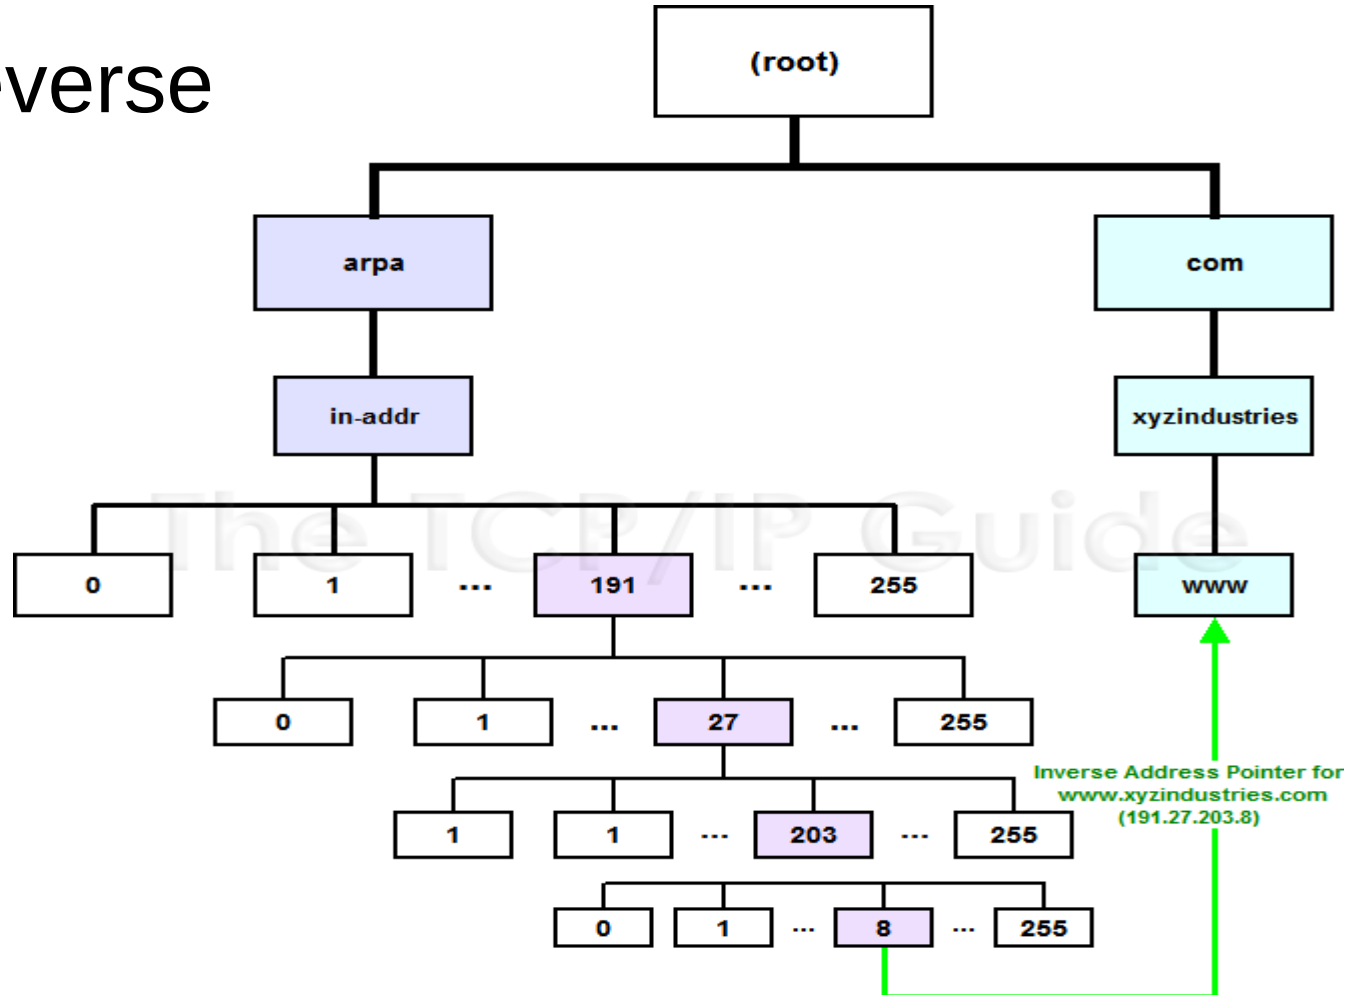 everse
(root)
arpa
com
in-addr
xyzindustries
The TCP/IP Guide
0 1 ... 191 ... 255
www
0 1 ... 27 ... 255
Inverse Address Pointer for
www.xyzindustries.com
(191.27.203.8)
1 1 ... 203 ... 255
0 1 ... 8 ... 255